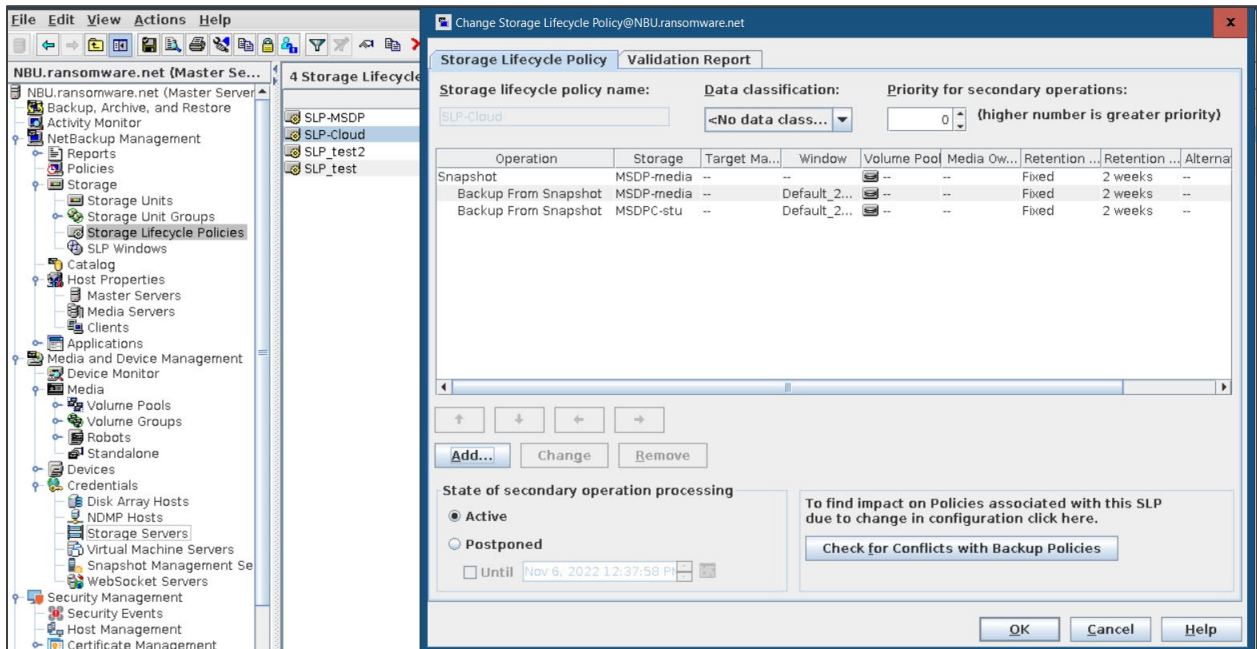 File Edit View Actions Help
NBU.ransomware.net (Master Se...
NBU.ransomware.net (Master Server
Backup, Archive, and Restore
Activity Monitor
NetBackup Management
Reports
Policies
Storage
Storage Units
Storage Unit Groups
Storage Lifecycle Policies
SLP Windows
Catalog
Host Properties
Master Servers
Media Servers
Clients
Applications
Media and Device Management
Device Monitor
Media
Volume Pools
Volume Groups
Robots
Standalone
Devices
Credentials
Disk Array Hosts
NDMP Hosts
Storage Servers
Virtual Machine Servers
Snapshot Management Se
WebSocket Servers
Security Management
Security Events
Host Management
Certificate Management
4 Storage Lifecycle
SLP-MSDP
SLP-Cloud
SLP_test2
SLP_test
Change Storage Lifecycle Policy@NBU.ransomware.net
x
Storage Lifecycle Policy Validation Report
Storage lifecycle policy name: Data classification: Priority for secondary operations:
SLP-Cloud <No data class... 0 (higher number is greater priority)
Operation Storage Target Ma... Window Volume Pool Media Ow... Retention ... Retention ... Alterna
Snapshot MSDP-media -- -- -- -- Fixed 2 weeks --
Backup From Snapshot MSDP-media -- Default_2... -- -- Fixed 2 weeks --
Backup From Snapshot MSDPC-stu -- Default_2... -- -- Fixed 2 weeks --
Add... Change Remove
State of secondary operation processing
Active
Postponed
Until Nov 6, 2022 12:37:58 PM
To find impact on Policies associated with this SLP
due to change in configuration click here.
Check for Conflicts with Backup Policies
OK Cancel Help